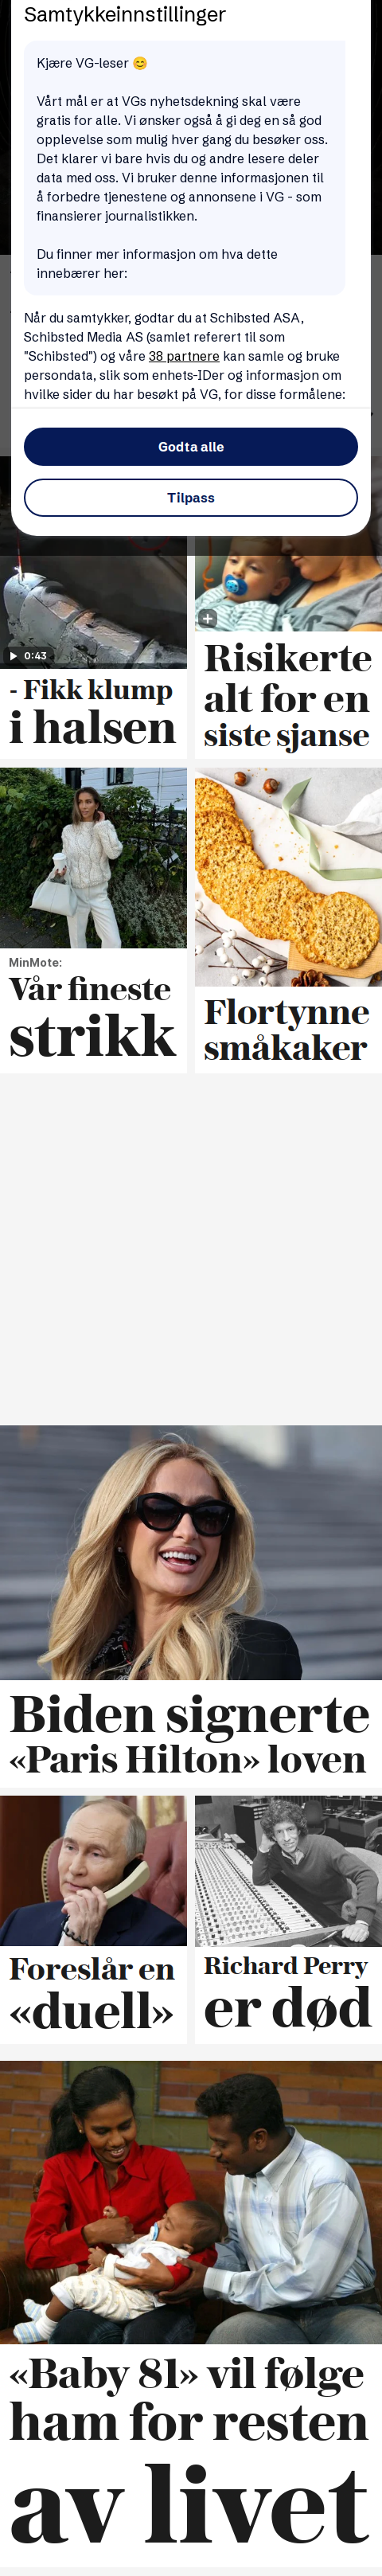 Samtykkeinnstillinger
Kjære VG-leser 😊
Vårt mål er at VGs nyhetsdekning skal være
gratis for alle. Vi ønsker også å gi deg en så god
opplevelse som mulig hver gang du besøker oss.
Det klarer vi bare hvis du og andre lesere deler
data med oss. Vi bruker denne informasjonen til
å forbedre tjenestene og annonsene i VG - som
finansierer journalistikken.
Du finner mer informasjon om hva dette
innebærer her:
Når du samtykker, godtar du at Schibsted ASA,
Schibsted Media AS (samlet referert til som
"Schibsted") og våre 38 partnere kan samle og bruke
persondata, slik som enhets-IDer og informasjon om
hvilke sider du har besøkt på VG, for disse formålene:
Godta alle
Tilpass
0:43
- Fikk klump
i halsen
Risikerte
alt for en
siste sjanse
MinMote:
Vår fineste
strikk
Flortynne
småkaker
Biden signerte
«Paris Hilton» loven
Foreslår en
«duell»
Richard Perry
er død
«Baby 81» vil følge
ham for resten
av livet